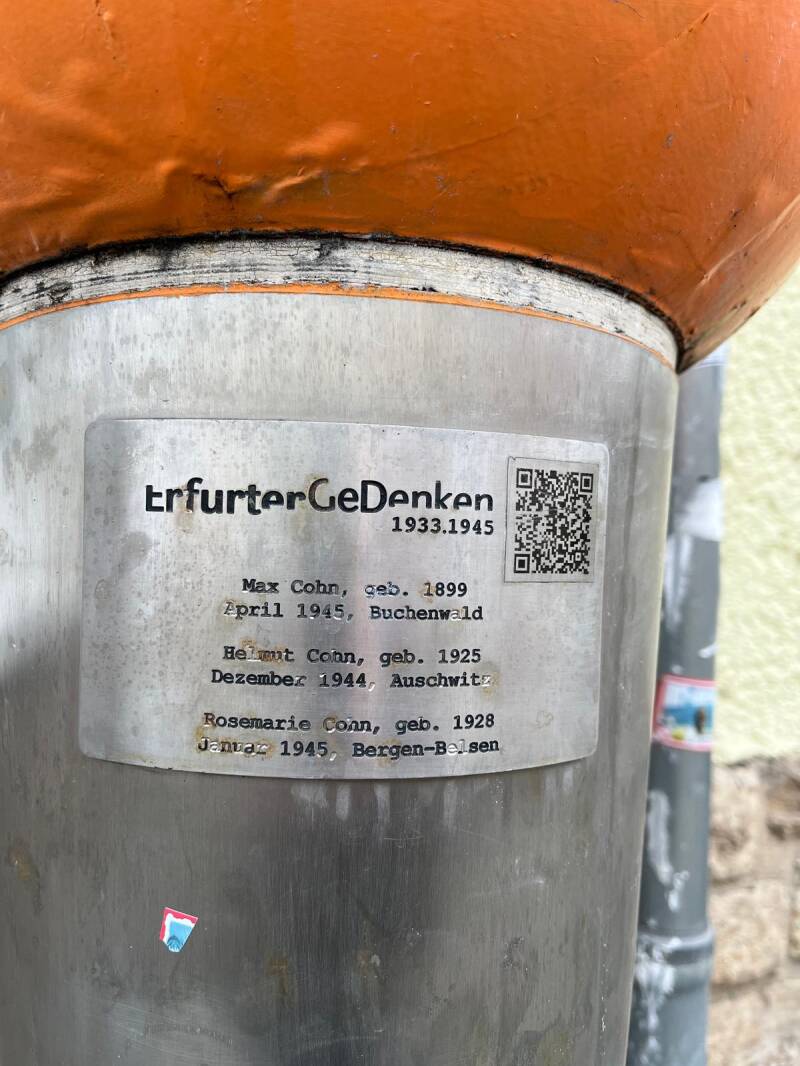 ErfurterGeDenken
1933.1945
Max Cohn, geb. 1899
April 1945, Buchenwald
Helmut Cohn, geb. 1925
Dezember 1944, Auschwitz
Rosemarie Cohn, geb. 1928
Januar 1945, Bergen-Belsen